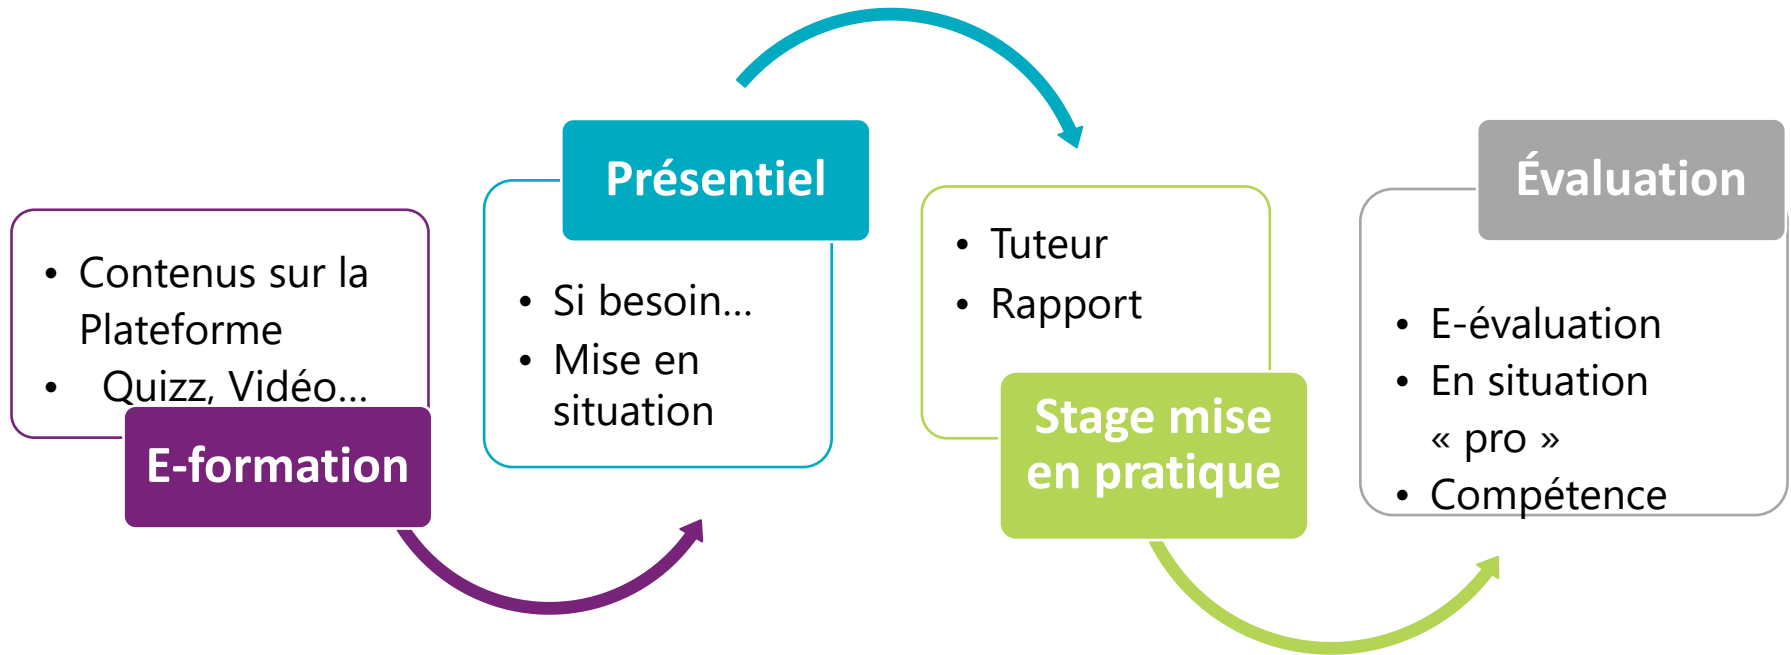 • Contenus sur la
Plateforme
• Quizz, Vidéo...
E-formation
Présentiel
• Si besoin...
• Mise en
situation
• Tuteur
• Rapport
Stage mise
en pratique
Évaluation
• E-évaluation
• En situation
« pro »
• Compétence